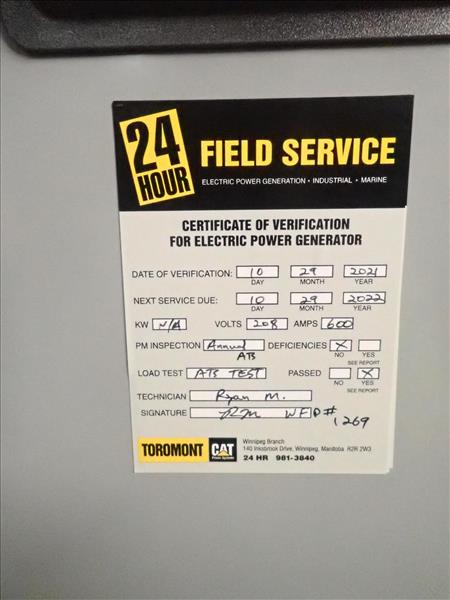 24 HOUR
FIELD SERVICE
ELECTRIC POWER GENERATION • INDUSTRIAL • MARINE
CERTIFICATE OF VERIFICATION
FOR ELECTRIC POWER GENERATOR
DATE OF VERIFICATION: 10 29 2021
DAY MONTH YEAR
NEXT SERVICE DUE: 10 29 2022
DAY MONTH YEAR
KW N/A VOLTS 208 AMPS 600
PM INSPECTION Annual DEFICIENCIES X
ATS NO YES
SEE REPORT
LOAD TEST ATS TEST PASSED X
NO YES
SEE REPORT
TECHNICIAN Ryan M.
SIGNATURE RM WF D# 1269
TOROMONT CAT Power Systems
Winnipeg Branch
140 Inksbrook Drive, Winnipeg, Manitoba R2R 2W3
24 HR 981-3840